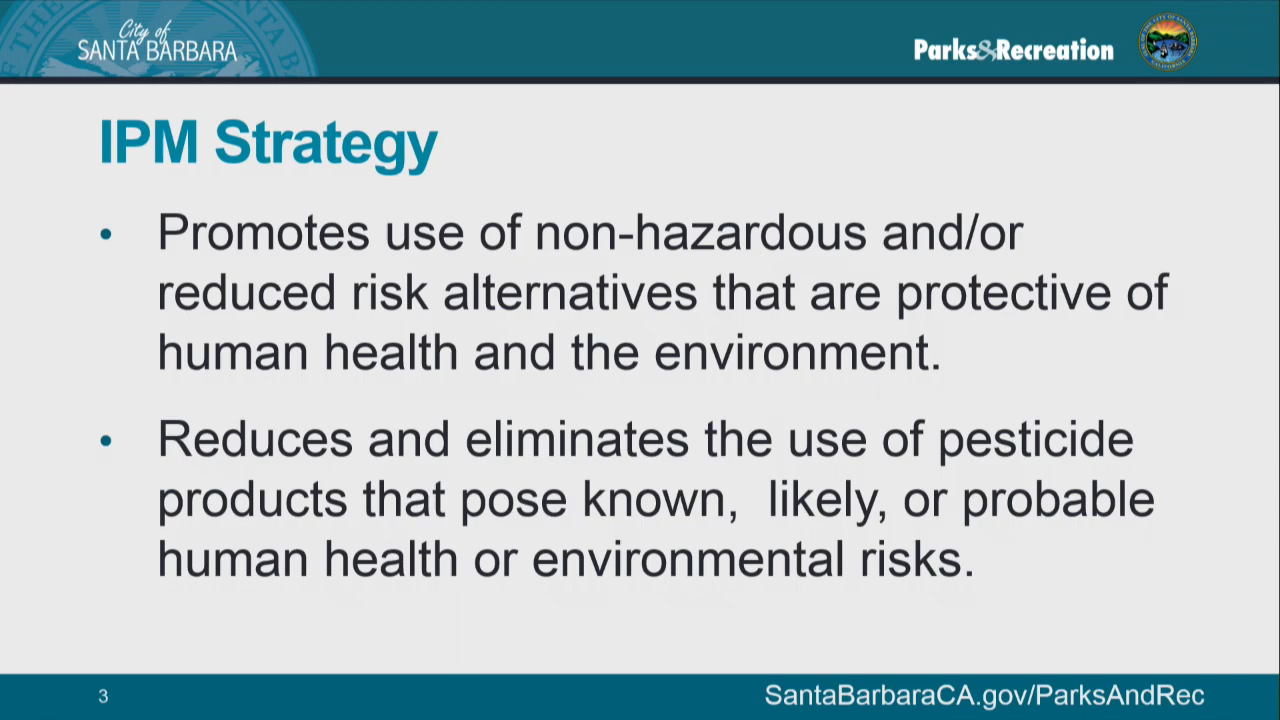 City of
SANTA BARBARA
Parks&Recreation
IPM Strategy
• Promotes use of non-hazardous and/or
reduced risk alternatives that are protective of
human health and the environment.
• Reduces and eliminates the use of pesticide
products that pose known,  likely, or probable
human health or environmental risks.
3
SantaBarbaraCA.gov/ParksAndRec